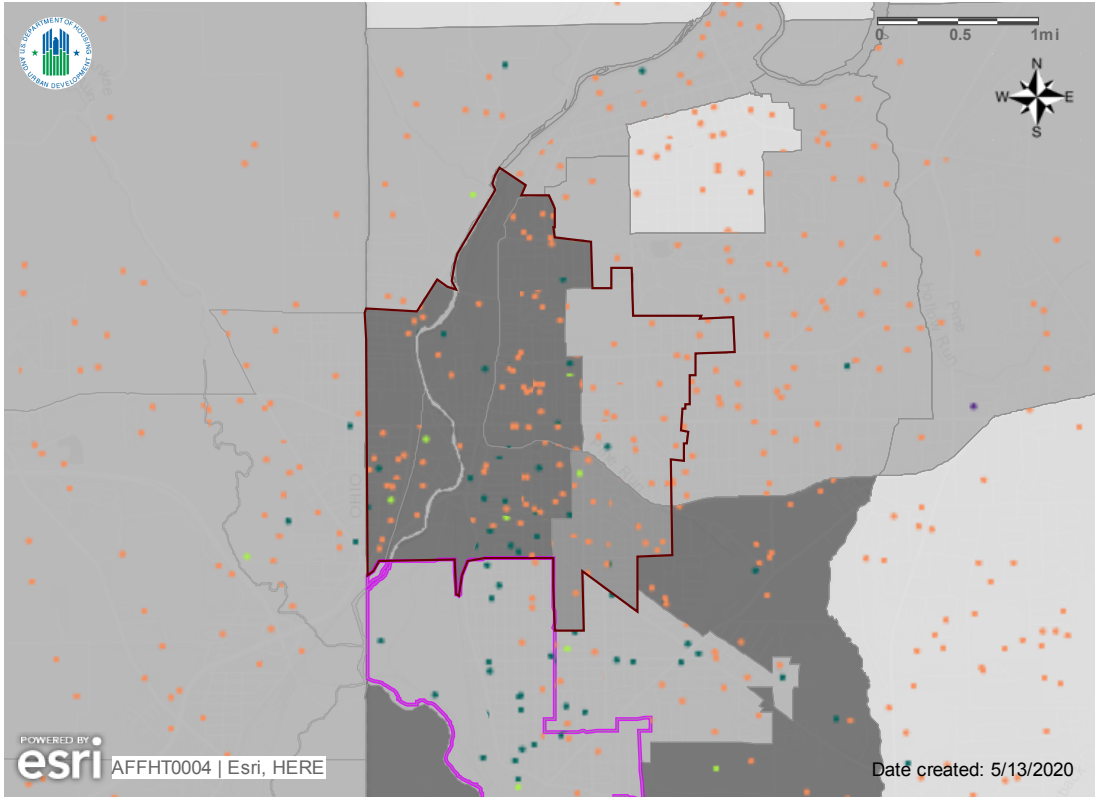 U.S. DEPARTMENT OF HOUSING
AND URBAN DEVELOPMENT
0 0.5 1mi
N
W E
S
OHIO
POWERED BY
esri
AFFHT0004 | Esri, HERE
Date created: 5/13/2020